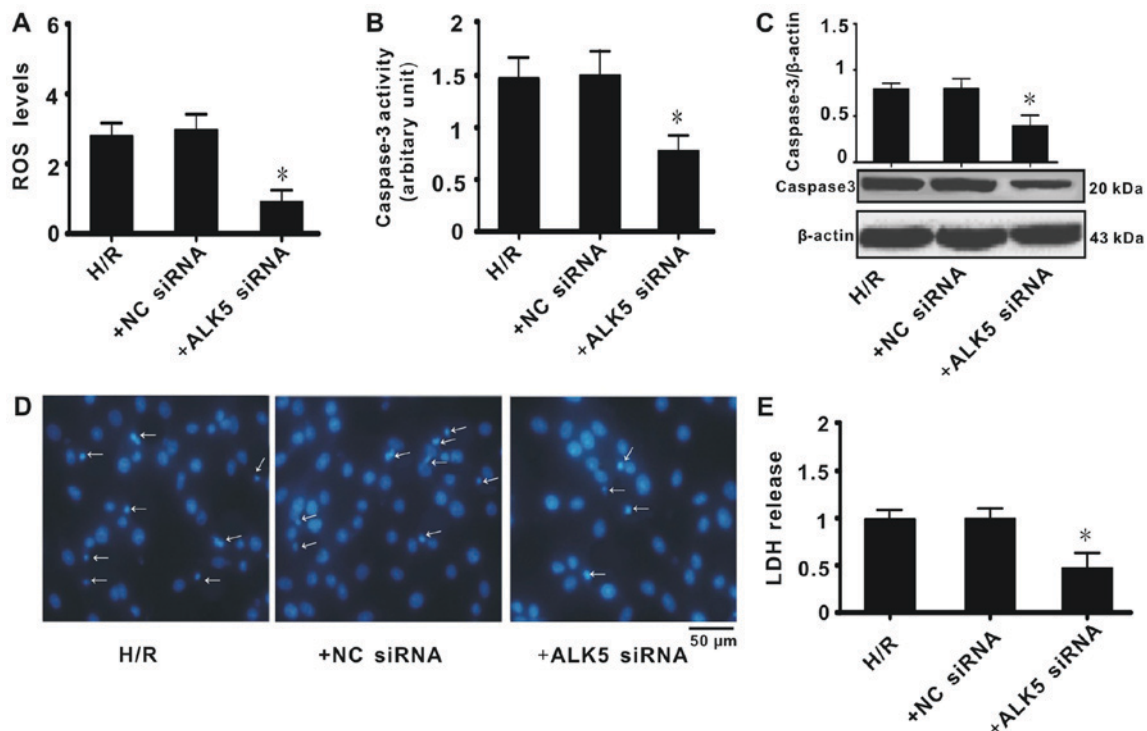 A
ROS levels
6
4
2
0
*
H/R
+NC siRNA
+ALK5 siRNA
B
Caspase-3 activity
(arbitary unit)
2
1.5
1
0.5
0
*
H/R
+NC siRNA
+ALK5 siRNA
C
Caspase-3/β-actin
1
0.5
0
*
Caspase3
20 kDa
β-actin
43 kDa
H/R
+NC siRNA
+ALK5 siRNA
D
H/R
+NC siRNA
+ALK5 siRNA
50 μm
E
LDH release
2
1.5
1
0.5
0
*
H/R
+NC siRNA
+ALK5 siRNA